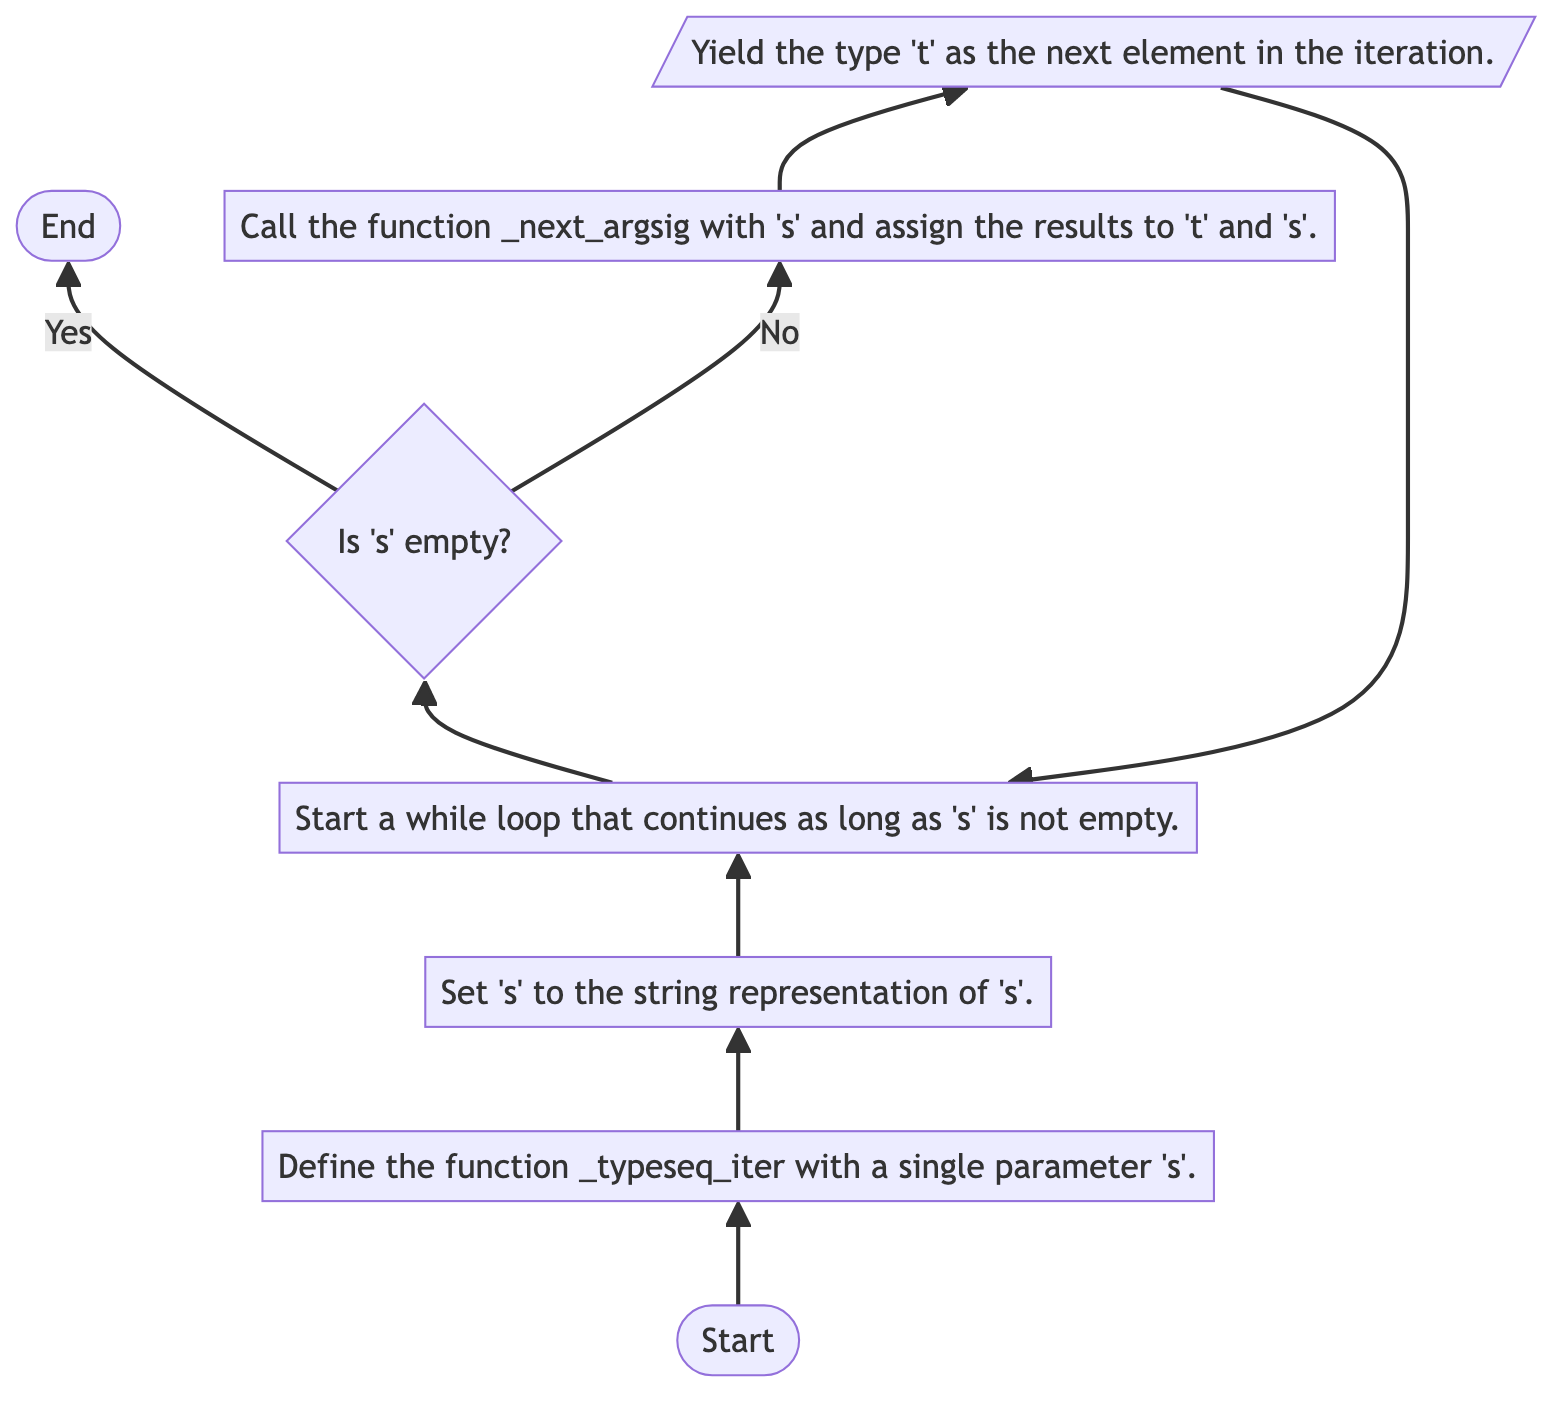 Yield the type 't' as the next element in the iteration.
End
Call the function _next_argsig with 's' and assign the results to 't' and 's'.
Yes
No
Is 's' empty?
Start a while loop that continues as long as 's' is not empty.
Set 's' to the string representation of 's'.
Define the function _typeseq_iter with a single parameter 's'.
Start